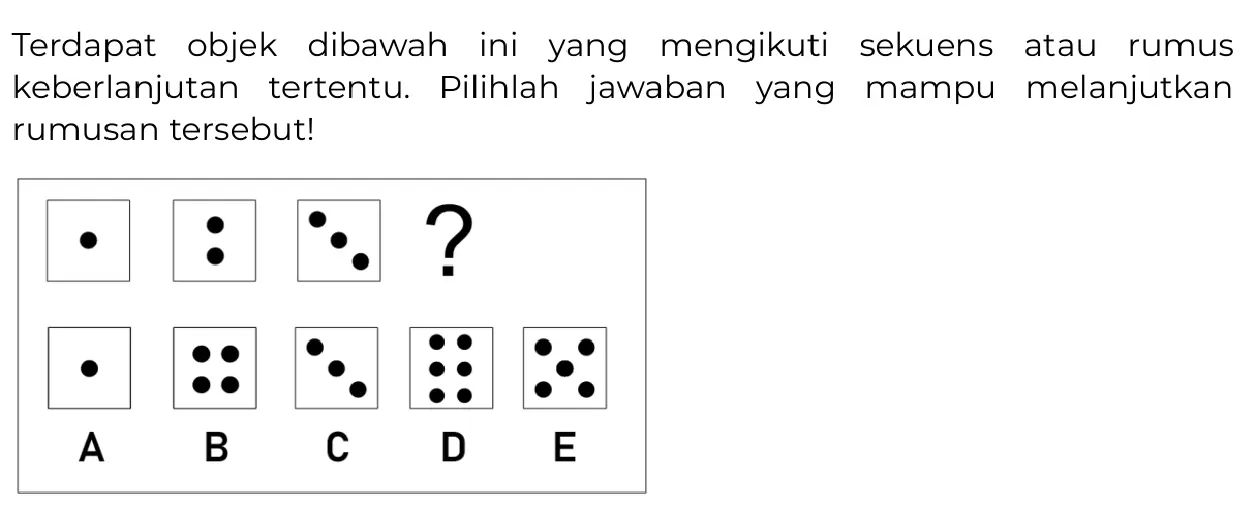 Terdapat objek dibawah ini yang mengikuti sekuens atau rumus
keberlanjutan tertentu. Pilihlah jawaban yang mampu melanjutkan
rumusan tersebut!
?
A B C D E